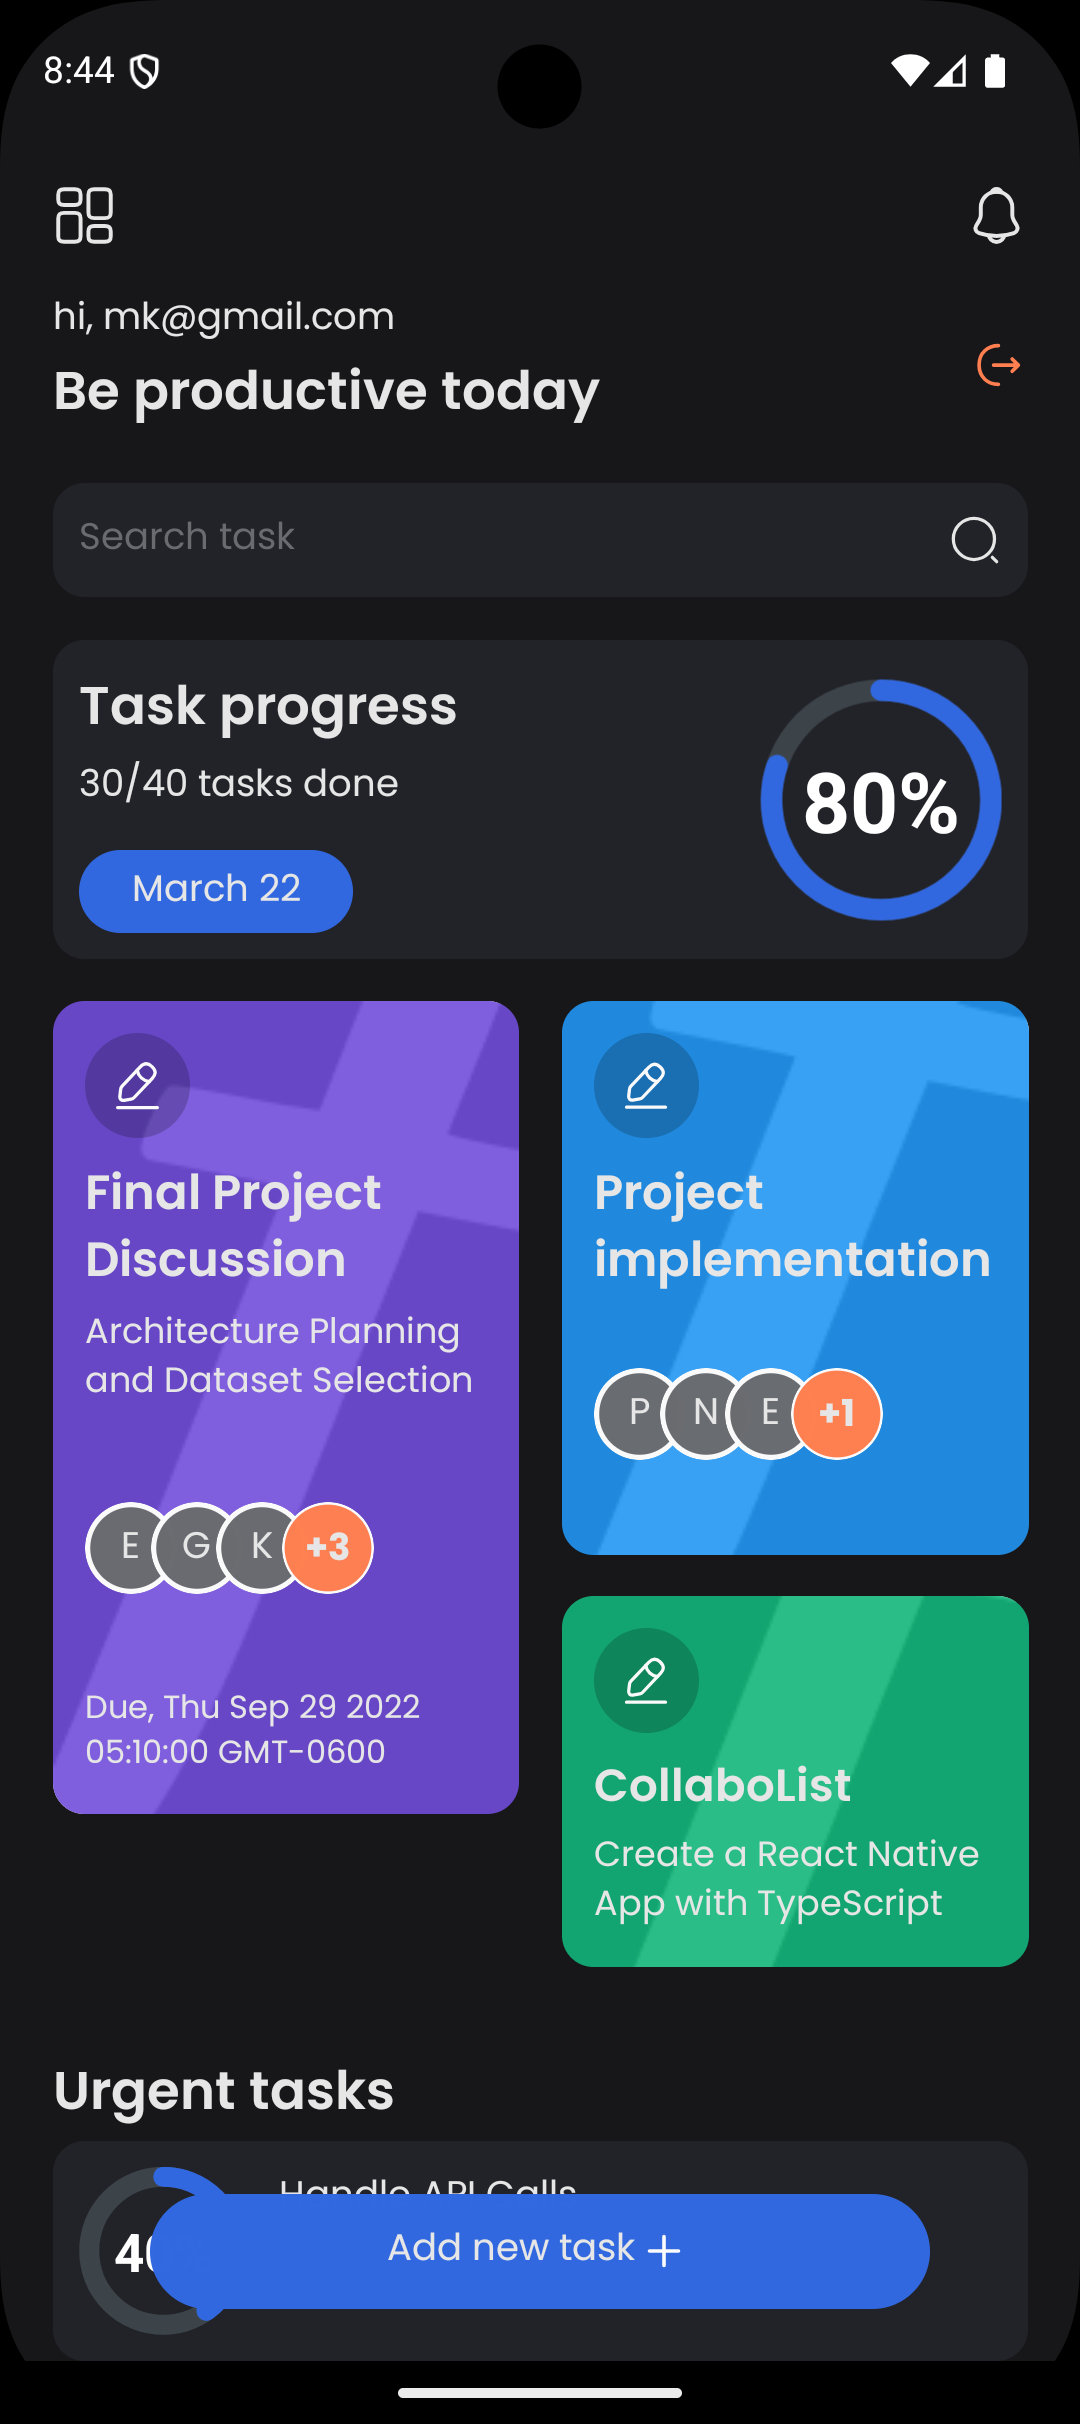 8:44
hi, mk@gmail.com
Be productive today
Search task
Task progress
30/40 tasks done
March 22
80%
Final Project
Discussion
Architecture Planning
and Dataset Selection
E G K +3
Due, Thu Sep 29 2022
05:10:00 GMT-0600
Project
implementation
P N E +1
CollaboList
Create a React Native
App with TypeScript
Urgent tasks
Handle API Calls
Add new task